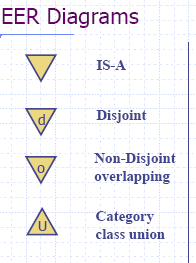 EER Diagrams
IS-A
d Disjoint
o Non-Disjoint
overlapping
U Category
class union